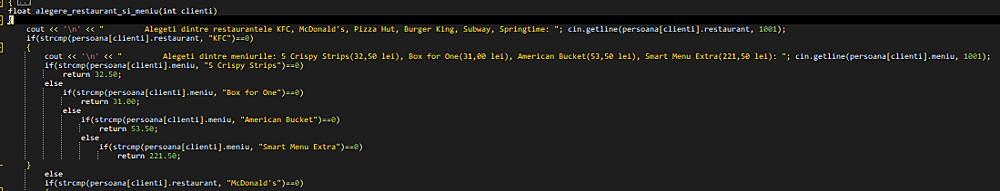 { ...
float alegere_restaurant_si_meniu(int clienti)
{
cout << '\n' << " Alegeti dintre restaurantele KFC, McDonald's, Pizza Hut, Burger King, Subway, Springtime: "; cin.getline(persoana[clienti].restaurant, 1001);
if(strcmp(persoana[clienti].restaurant, "KFC")==0)
{
cout << '\n' << " Alegeti dintre meniurile: 5 Crispy Strips(32,50 lei), Box for One(31,00 lei), American Bucket(53,50 lei), Smart Menu Extra(221,50 lei): "; cin.getline(persoana[clienti].meniu, 1001);
if(strcmp(persoana[clienti].meniu, "5 Crispy Strips")==0)
return 32.50;
else
if(strcmp(persoana[clienti].meniu, "Box for One")==0)
return 31.00;
else
if(strcmp(persoana[clienti].meniu, "American Bucket")==0)
return 53.50;
else
if(strcmp(persoana[clienti].meniu, "Smart Menu Extra")==0)
return 221.50;
}
else
if(strcmp(persoana[clienti].restaurant, "McDonald's")==0)